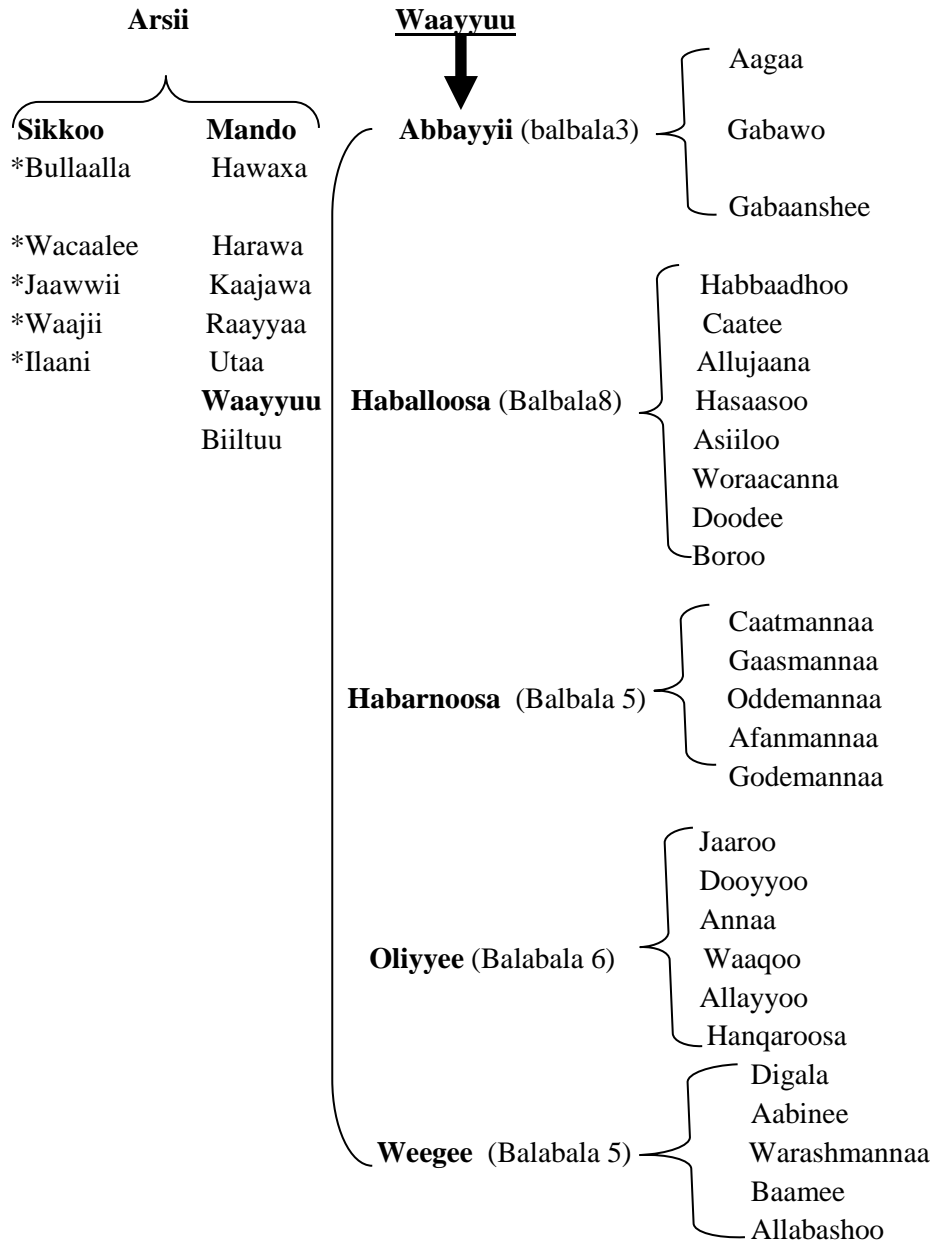 Arsii Waayyuu
Sikkoo Mando
*Bullaalla Hawaxa
*Wacaalee Harawa
*Jaawwii Kaajawa
*Waajii Raayyaa
*Ilaani Utaa
Waayyuu
Biiltuu
Abbayyii (balbala3)
Aagaa
Gabawo
Gabaanshee
Haballoosa (Balbala8)
Habbaadhoo
Caatee
Allujaana
Hasaasoo
Asiiloo
Woraacanna
Doodee
Boroo
Habarnoosa (Balbala 5)
Caatmannaa
Gaasmannaa
Oddemannaa
Afanmannaa
Godemannaa
Oliyyee (Balabala 6)
Jaaroo
Dooyyoo
Annaa
Waaqoo
Allayyoo
Hanqaroosa
Weegee (Balabala 5)
Digala
Aabinee
Warashmannaa
Baamee
Allabashoo